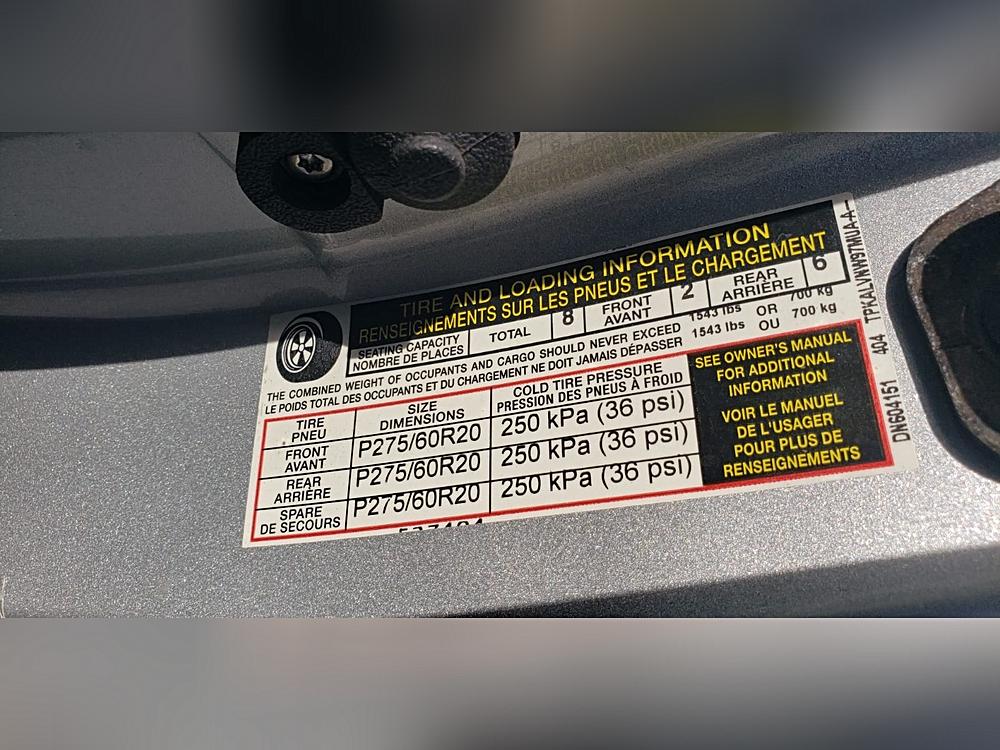 TIRE AND LOADING INFORMATION
RENSEIGNEMENTS SUR LES PNEUS ET LE CHARGEMENT
SEATING CAPACITY
NOMBRE DE PLACES
TOTAL
8
FRONT
AVANT
2
REAR
ARRIÈRE
6
THE COMBINED WEIGHT OF OCCUPANTS AND CARGO SHOULD NEVER EXCEED 1543 lbs OR 700 kg
LE POIDS TOTAL DES OCCUPANTS ET DU CHARGEMENT NE DOIT JAMAIS DÉPASSER 1543 lbs OU 700 kg
TIRE
PNEU
SIZE
DIMENSIONS
COLD TIRE PRESSURE
PRESSION DES PNEUS À FROID
FRONT
AVANT
P275/60R20
250 kPa (36 psi)
REAR
ARRIÈRE
P275/60R20
250 kPa (36 psi)
SPARE
DE SECOURS
P275/60R20
250 kPa (36 psi)
SEE OWNER'S MANUAL
FOR ADDITIONAL
INFORMATION
VOIR LE MANUEL
DE L'USAGER
POUR PLUS DE
RENSEIGNEMENTS
DN604151 404 TPKALVNW97MUA-A-